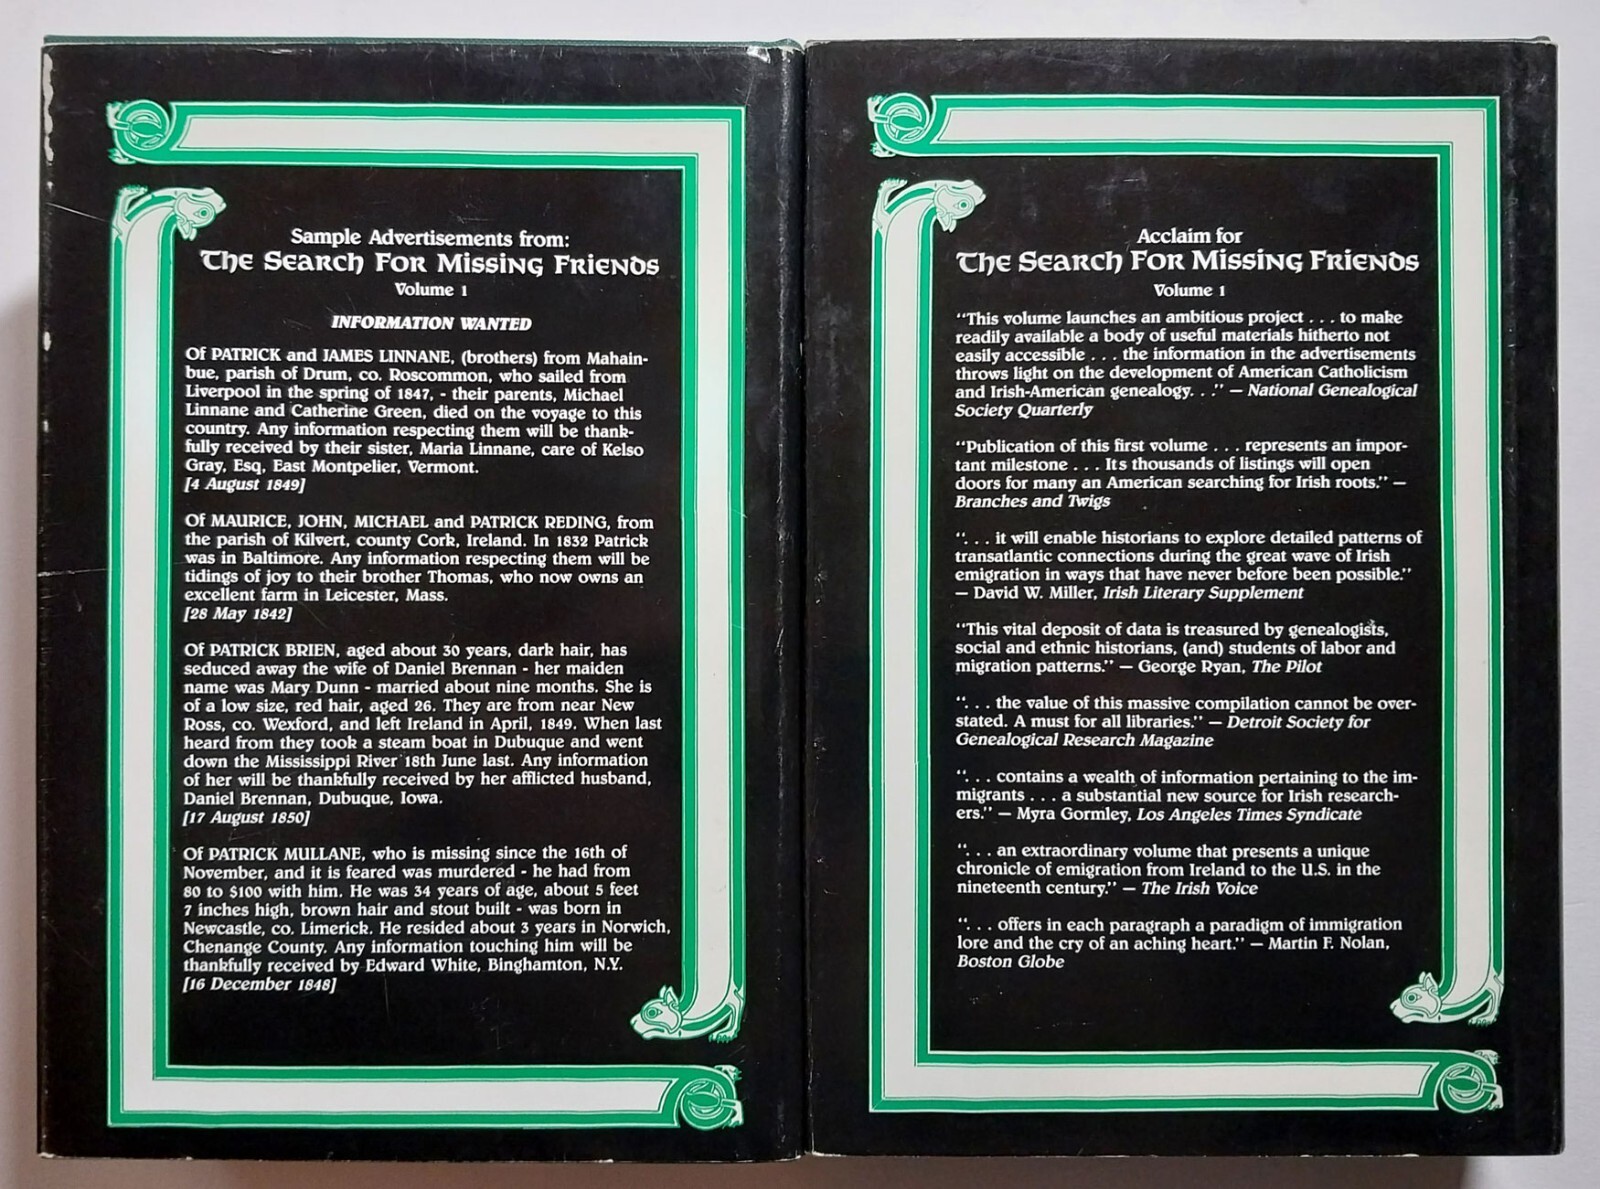 Sample Advertisements from:
The Search For Missing Friends
Volume 1
INFORMATION WANTED
Of PATRICK and JAMES LINNANE, (brothers) from Mahain-
bue, parish of Drum, co. Roscommon, who sailed from
Liverpool in the spring of 1847, - their parents, Michael
Linnane and Catherine Green, died on the voyage to this
country. Any information respecting them will be thank-
fully received by their sister, Maria Linnane, care of Kelso
Gray, Esq, East Montpelier, Vermont.
[4 August 1849]
Of MAURICE, JOHN, MICHAEL and PATRICK REDING, from
the parish of Kilvert, county Cork, Ireland. In 1832 Patrick
was in Baltimore. Any information respecting them will be
tidings of joy to their brother Thomas, who now owns an
excellent farm in Leicester, Mass.
[28 May 1842]
Of PATRICK BRIEN, aged about 30 years, dark hair, has
seduced away the wife of Daniel Brennan - her maiden
name was Mary Dunn - married about nine months. She is
of a low size, red hair, aged 26. They are from near New
Ross, co. Wexford, and left Ireland in April, 1849. When last
heard from they took a steam boat in Dubuque and went
down the Mississippi River 18th June last. Any information
of her will be thankfully received by her afflicted husband,
Daniel Brennan, Dubuque, Iowa.
[17 August 1850]
Of PATRICK MULLANE, who is missing since the 16th of
November, and it is feared was murdered - he had from
80 to $100 with him. He was 34 years of age, about 5 feet
7 inches high, brown hair and stout built - was born in
Newcastle, co. Limerick. He resided about 3 years in Norwich,
Chenange County. Any information touching him will be
thankfully received by Edward White, Binghamton, N.Y.
[16 December 1848]
Acclaim for
The Search For Missing Friends
Volume 1
"This volume launches an ambitious project . . . to make
readily available a body of useful materials hitherto not
easily accessible . . . the information in the advertisements
throws light on the development of American Catholicism
and Irish-American genealogy. . ." — National Genealogical
Society Quarterly
"Publication of this first volume . . . represents an impor-
tant milestone . . . Its thousands of listings will open
doors for many an American searching for Irish roots." —
Branches and Twigs
". . . it will enable historians to explore detailed patterns of
transatlantic connections during the great wave of Irish
emigration in ways that have never before been possible."
— David W. Miller, Irish Literary Supplement
"This vital deposit of data is treasured by genealogists,
social and ethnic historians, (and) students of labor and
migration patterns." — George Ryan, The Pilot
". . . the value of this massive compilation cannot be over-
stated. A must for all libraries." — Detroit Society for
Genealogical Research Magazine
". . . contains a wealth of information pertaining to the im-
migrants . . . a substantial new source for Irish research-
ers." — Myra Gormley, Los Angeles Times Syndicate
". . . an extraordinary volume that presents a unique
chronicle of emigration from Ireland to the U.S. in the
nineteenth century." — The Irish Voice
". . . offers in each paragraph a paradigm of immigration
lore and the cry of an aching heart." — Martin F. Nolan,
Boston Globe